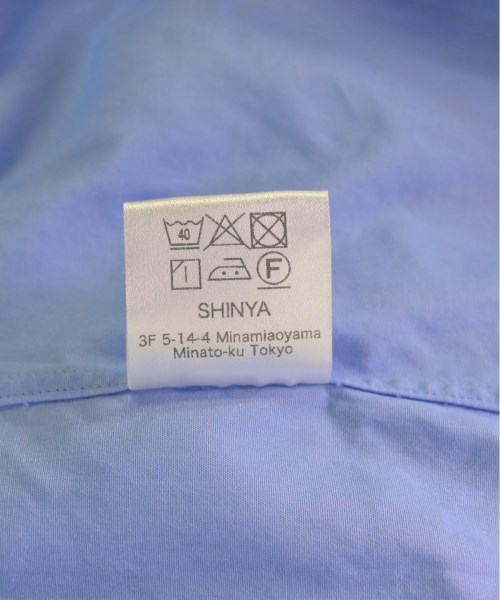 40
F
SHINYA
3F 5-14-4 Minamiaoyama
Minato-ku Tokyo